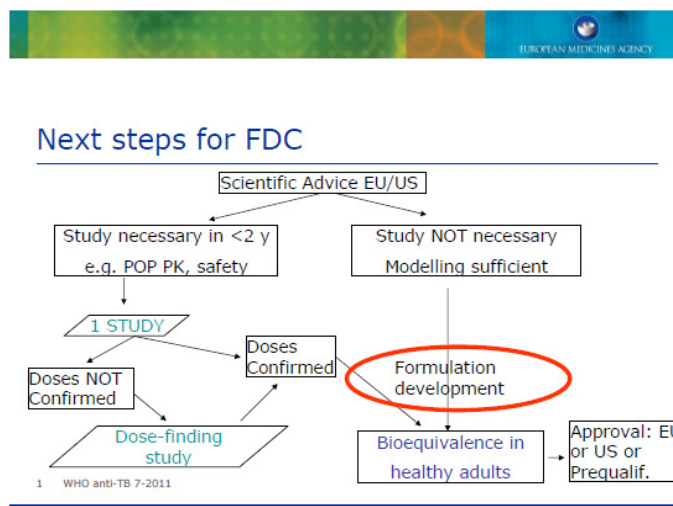 EUROPEAN MEDICINES AGENCY
Next steps for FDC
Scientific Advice EU/US
Study necessary in <2 y
e.g. POP PK, safety
Study NOT necessary
Modelling sufficient
1 STUDY
Doses NOT
Confirmed
Doses
Confirmed
Formulation
development
Dose-finding
study
Bioequivalence in
healthy adults
Approval: EU
or US or
Prequalif.
1 WHO anti-TB 7-2011